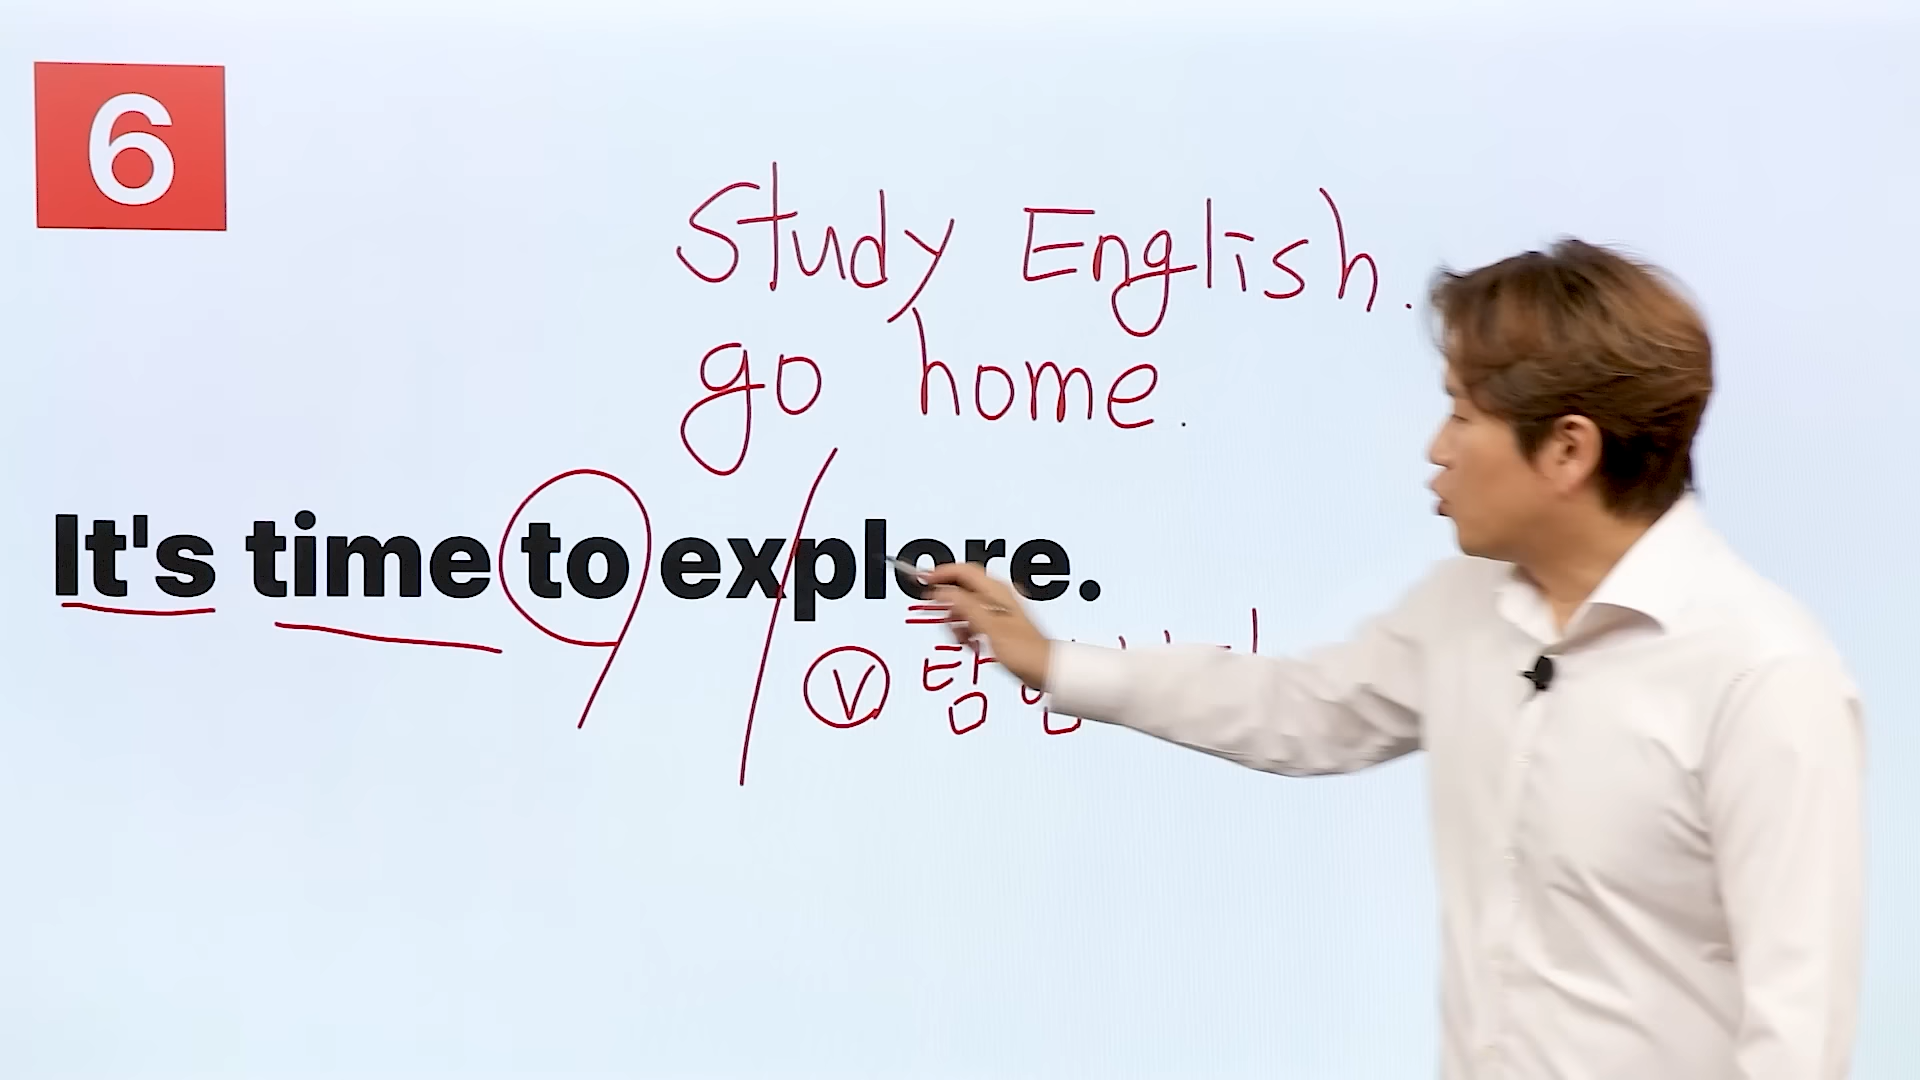 6
Study English.
go home.
It's time to explore.
V